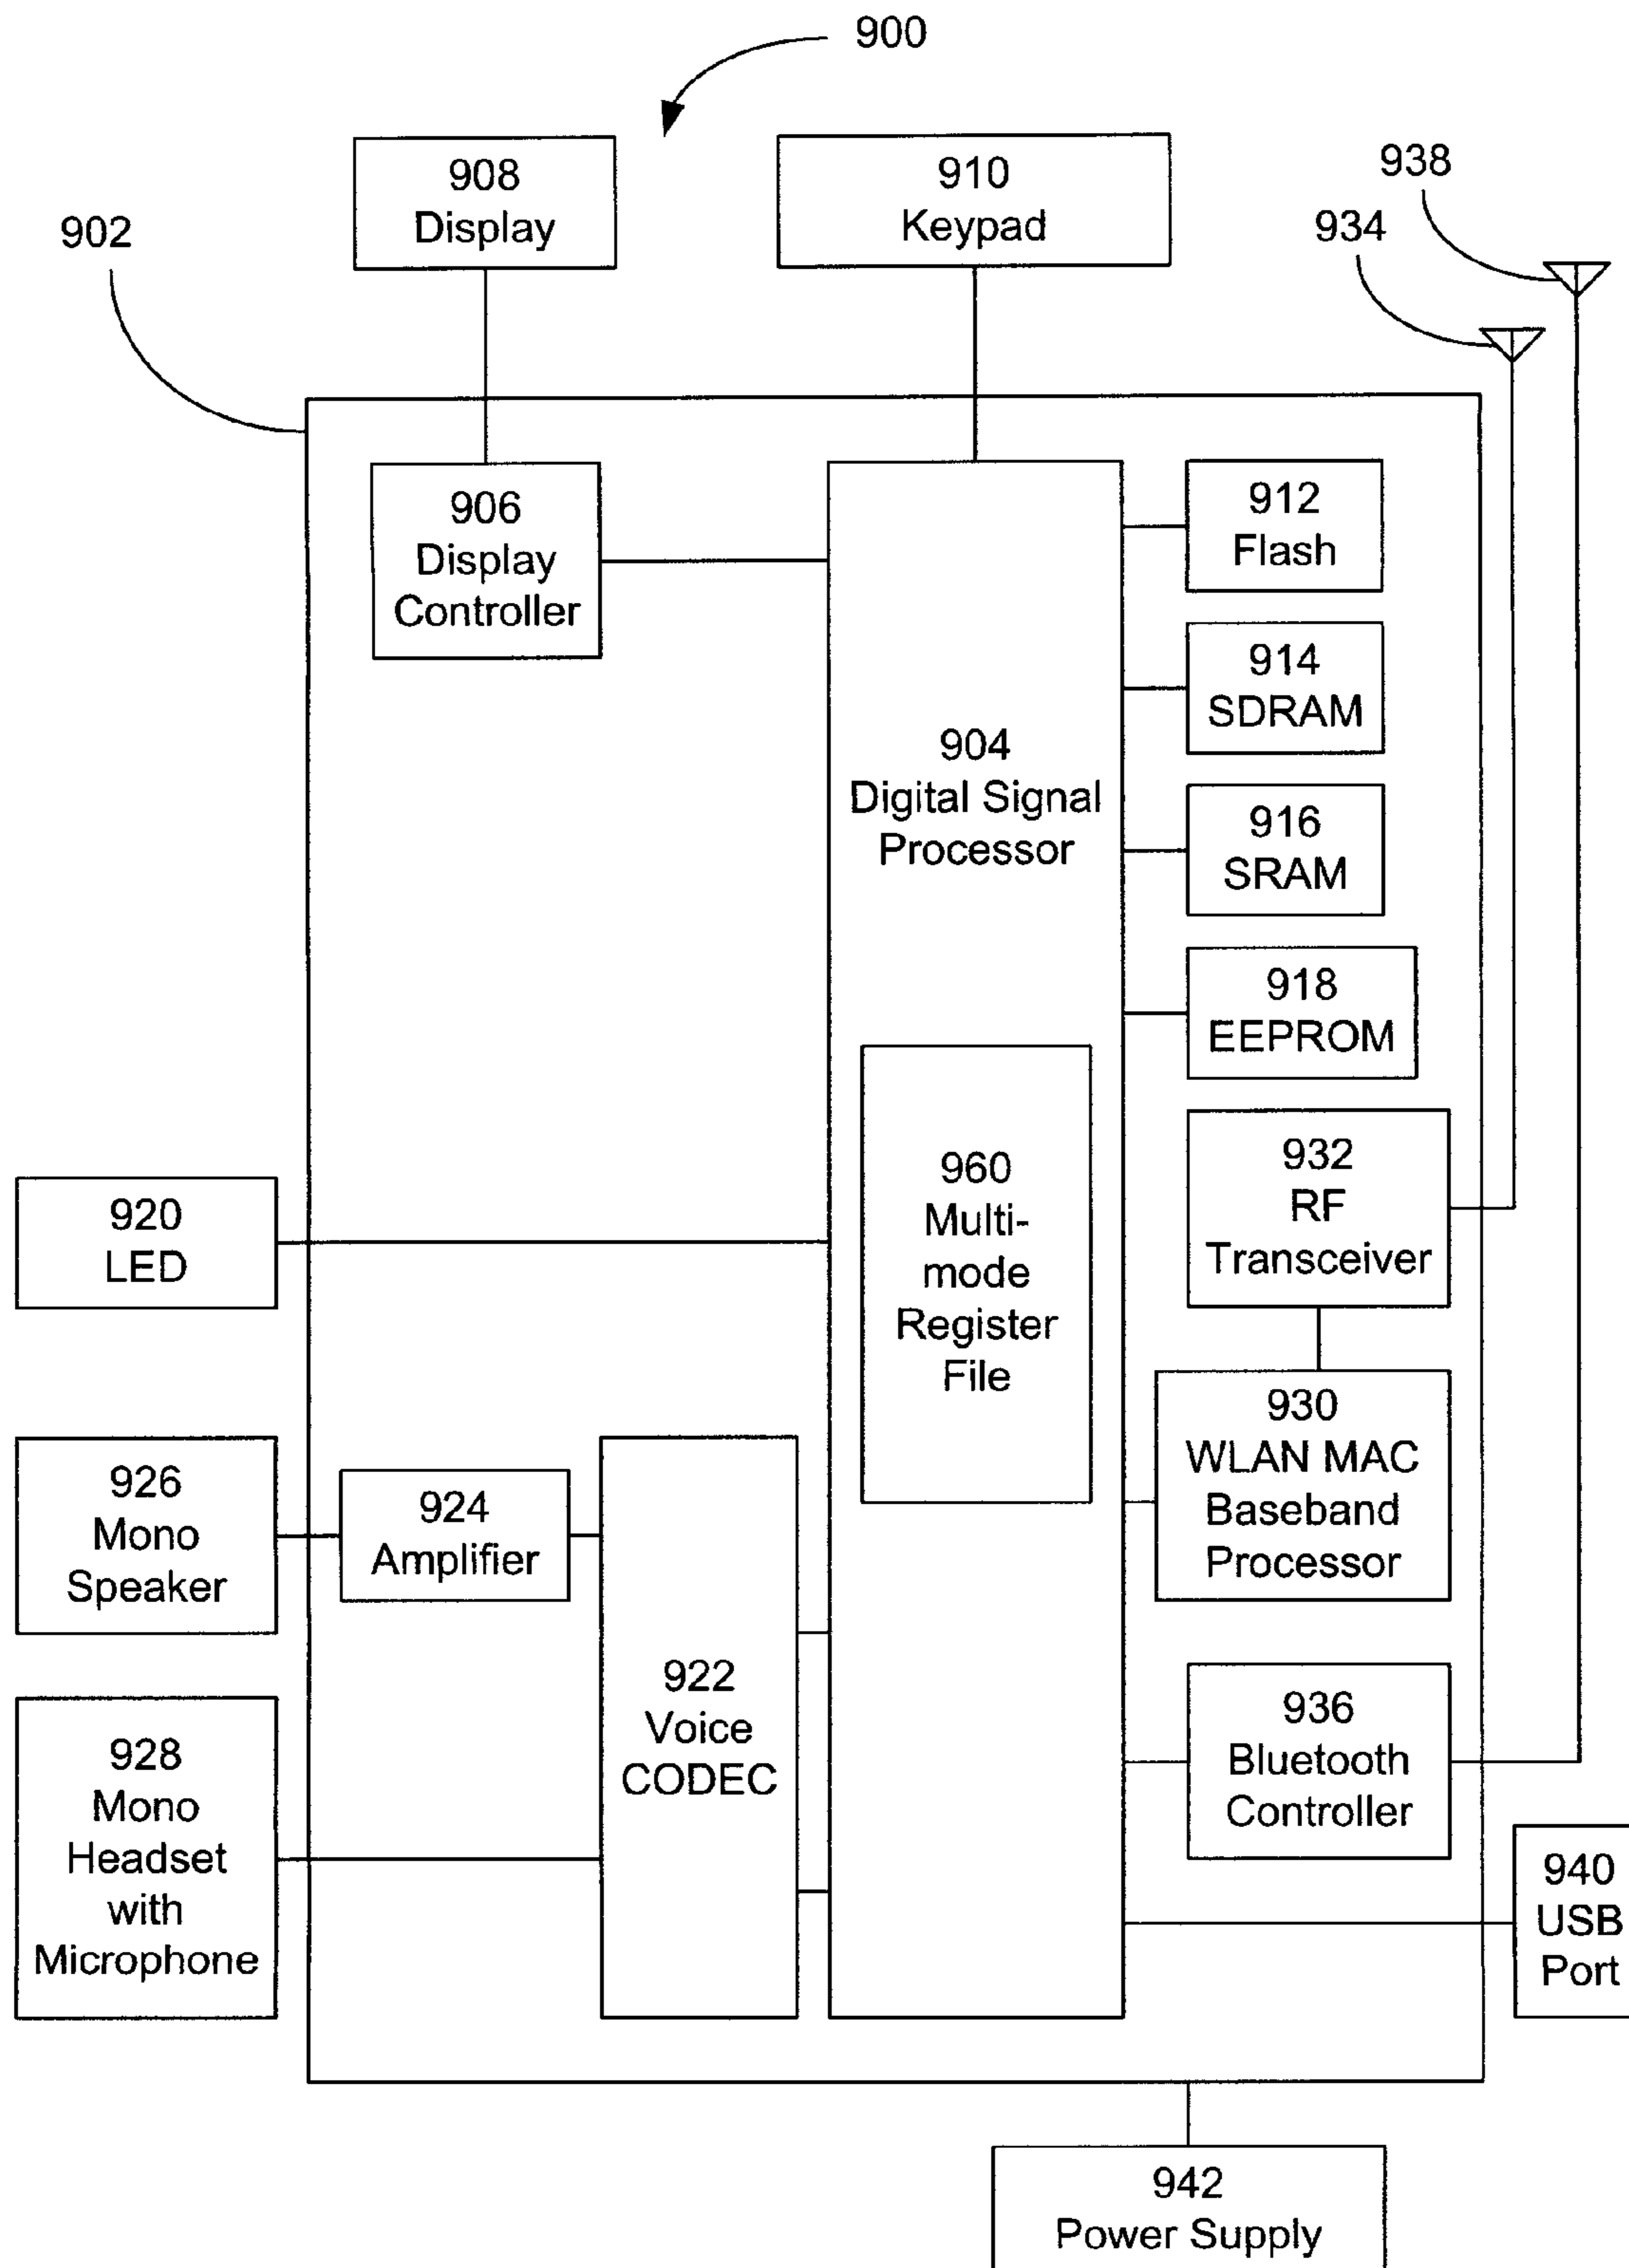 900
908
Display
910
Keypad
938
934
902
906
Display
Controller
912
Flash
914
SDRAM
904
Digital Signal
Processor
916
SRAM
918
EEPROM
960
Multi-
mode
Register
File
932
RF
Transceiver
920
LED
930
WLAN MAC
Baseband
Processor
926
Mono
Speaker
924
Amplifier
922
Voice
CODEC
936
Bluetooth
Controller
928
Mono
Headset
with
Microphone
940
USB
Port
942
Power Supply